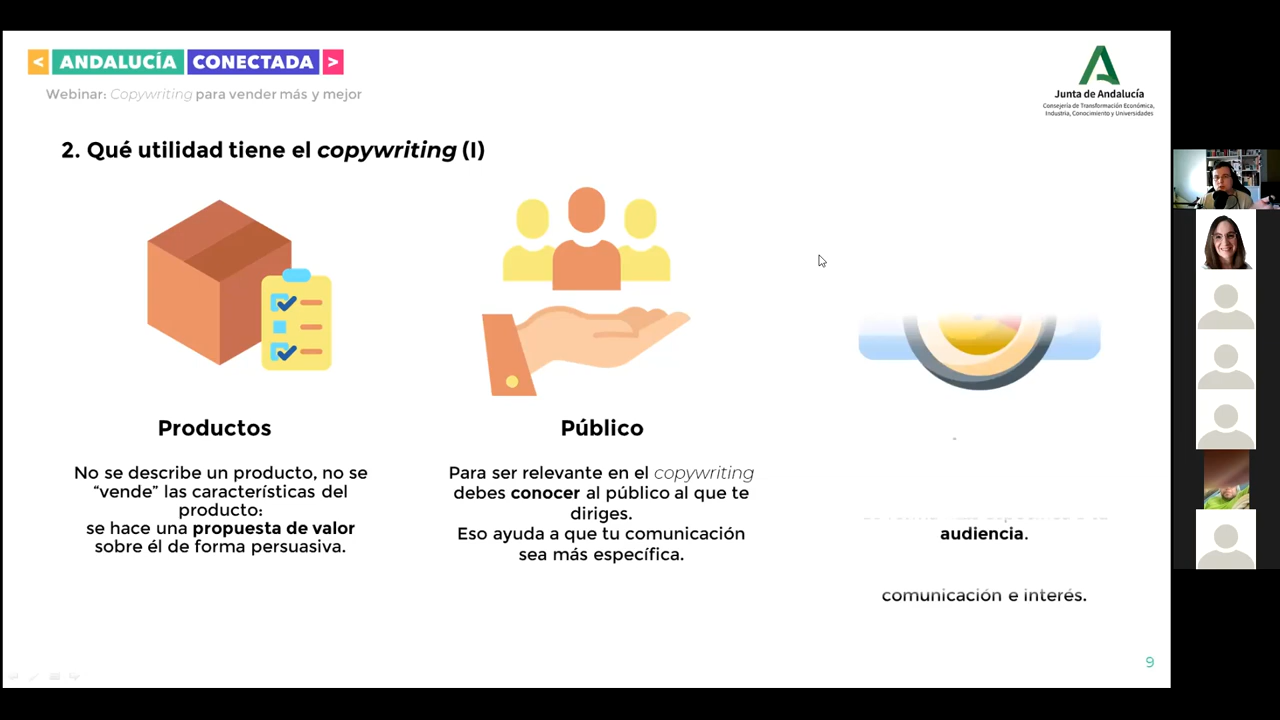 < ANDALUCÍA CONECTADA >
Webinar: Copywriting para vender más y mejor
Junta de Andalucía
Consejería de Transformación Económica,
Industria, Conocimiento y Universidades
2. Qué utilidad tiene el copywriting (I)
Productos
No se describe un producto, no se
“vende” las características del
producto:
se hace una propuesta de valor
sobre él de forma persuasiva.
Público
Para ser relevante en el copywriting
debes conocer al público al que te
diriges.
Eso ayuda a que tu comunicación
sea más específica.
audiencia.
comunicación e interés.
9